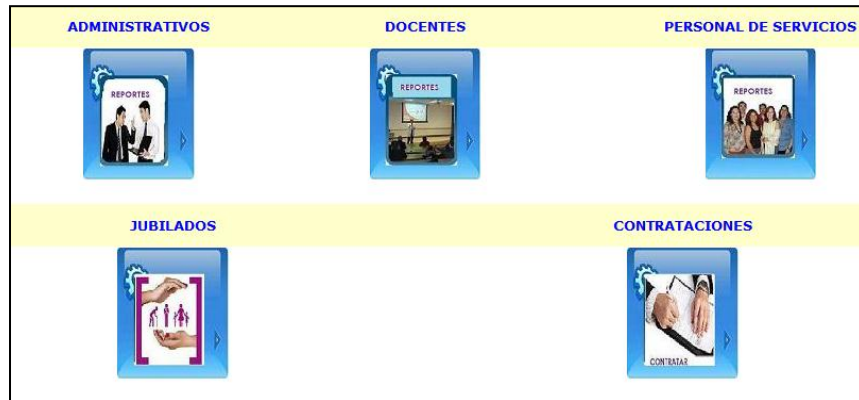 ADMINISTRATIVOS
DOCENTES
PERSONAL DE SERVICIOS
REPORTES
REPORTES
REPORTES
JUBILADOS
CONTRATACIONES
CONTRATAR